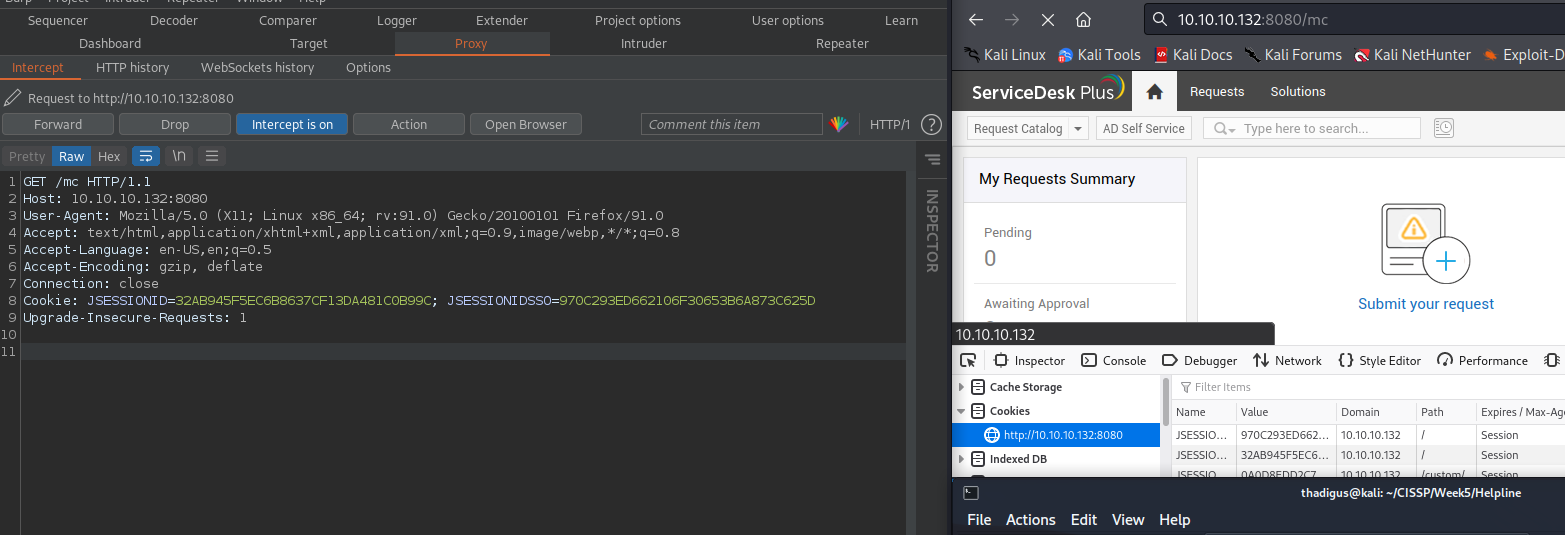 Burp Project Intruder Repeater Window Help
Sequencer Decoder Comparer Logger Extender Project options User options Learn
Dashboard Target Proxy Intruder Repeater
Intercept HTTP history WebSockets history Options
Request to http://10.10.10.132:8080
Forward Drop Intercept is on Action Open Browser Comment this item HTTP/1 ?
Pretty Raw Hex \n
1 GET /mc HTTP/1.1
2 Host: 10.10.10.132:8080
3 User-Agent: Mozilla/5.0 (X11; Linux x86_64; rv:91.0) Gecko/20100101 Firefox/91.0
4 Accept: text/html,application/xhtml+xml,application/xml;q=0.9,image/webp,*/*;q=0.8
5 Accept-Language: en-US,en;q=0.5
6 Accept-Encoding: gzip, deflate
7 Connection: close
8 Cookie: JSESSIONID=32AB945F5EC6B8637CF13DA481C0B99C; JSESSIONIDSSO=970C293ED662106F30653B6A873C625D
9 Upgrade-Insecure-Requests: 1
10
11
INSPECTOR
10.10.10.132:8080/mc
Kali Linux Kali Tools Kali Docs Kali Forums Kali NetHunter Exploit-D
ServiceDesk Plus Requests Solutions
Request Catalog AD Self Service Type here to search...
My Requests Summary
Pending
0
Awaiting Approval
Submit your request
10.10.10.132
Inspector Console Debugger Network Style Editor Performance
Cache Storage
Cookies
http://10.10.10.132:8080
Indexed DB
Filter Items
Name Value Domain Path Expires / Max-Ag
JSESSIO... 970C293ED662... 10.10.10.132 / Session
JSESSIO... 32AB945F5EC6... 10.10.10.132 / Session
JSESSIO... 0A0D8EDD2C7... 10.10.10.132 /custom/ Session
thadigus@kali: ~/CISSP/Week5/Helpline
File Actions Edit View Help